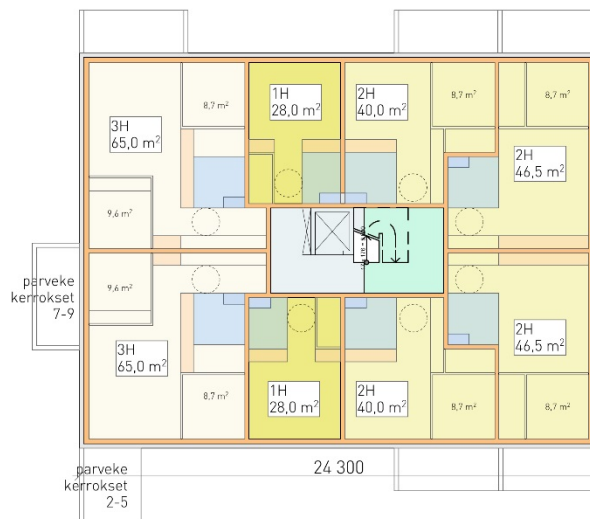 8,7 m²
1H
28,0 m²
2H
40,0 m²
8,7 m²
8,7 m²
3H
65,0 m²
2H
46,5 m²
9,6 m²
parveke
kerrokset
7-9
9,6 m²
3H
65,0 m²
2H
46,5 m²
8,7 m²
1H
28,0 m²
2H
40,0 m²
8,7 m²
8,7 m²
parveke
kerrokset
2-5
24 300